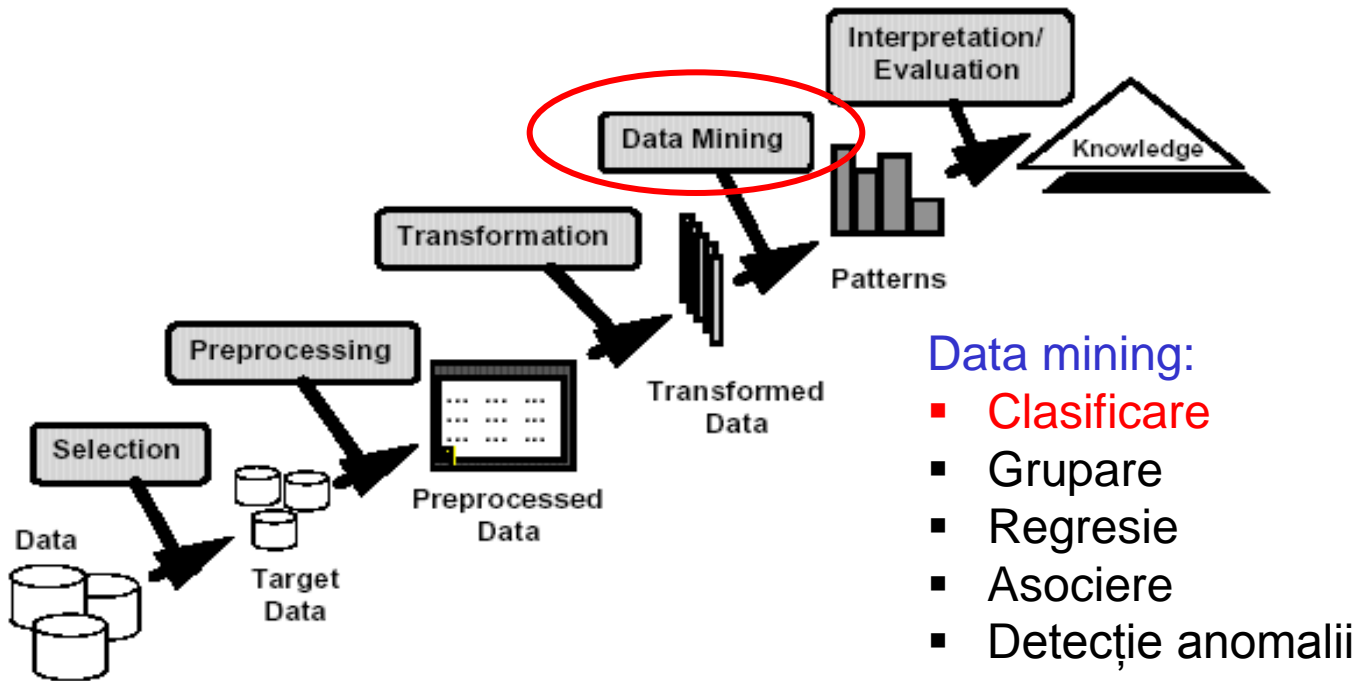 Interpretation/
Evaluation
Data Mining
Knowledge
Transformation
Patterns
Preprocessing
Transformed
Data
Selection
... ... ...
... ... ...
... ... ...
Preprocessed
Data
Data
Target
Data
Data mining:
▪ Clasificare
▪ Grupare
▪ Regresie
▪ Asociere
▪ Detecție anomalii